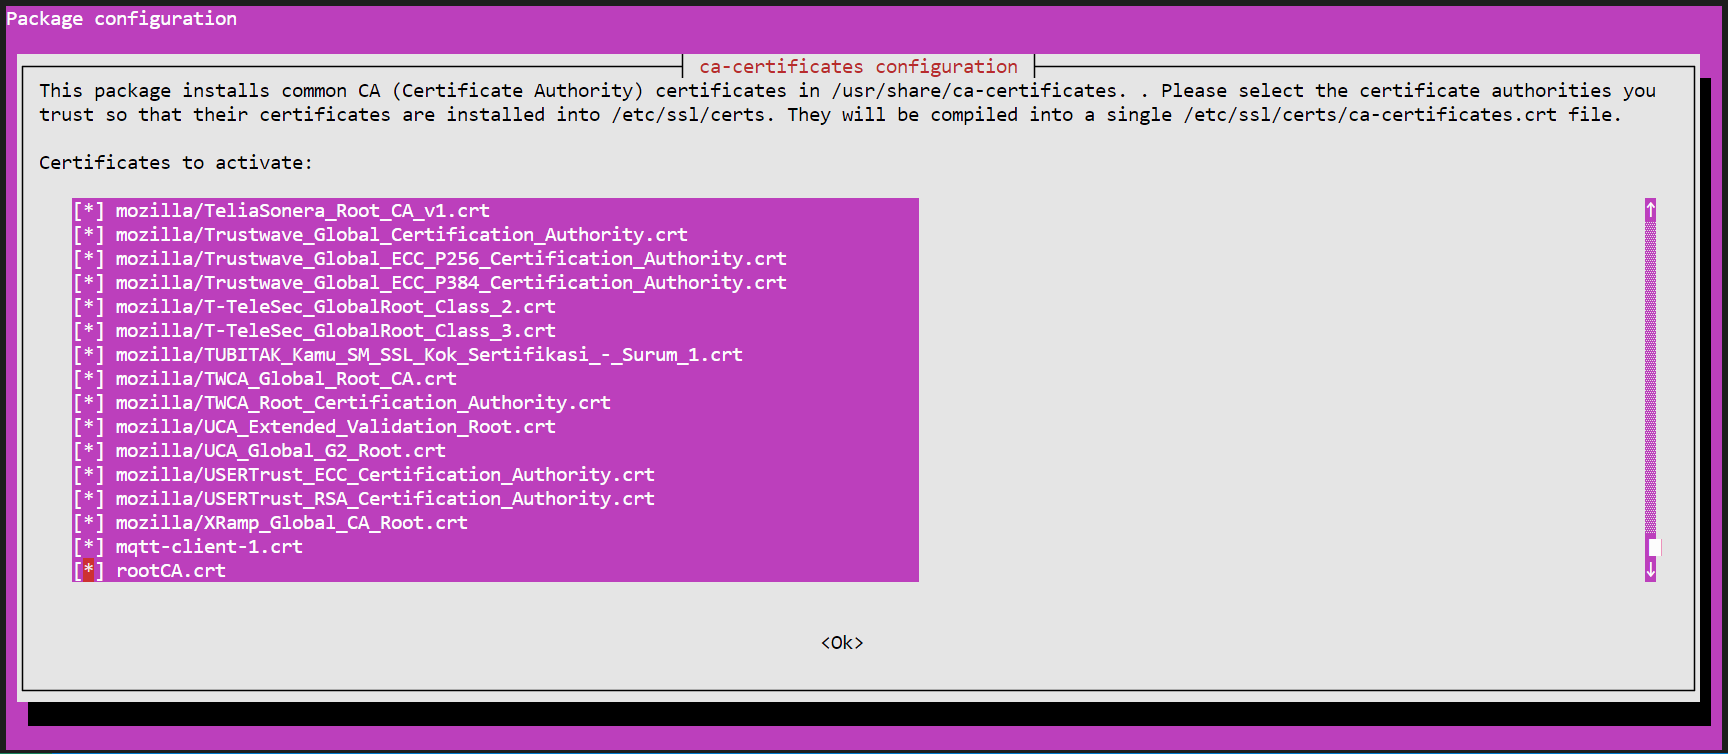 Package configuration
ca-certificates configuration
This package installs common CA (Certificate Authority) certificates in /usr/share/ca-certificates. . Please select the certificate authorities you
trust so that their certificates are installed into /etc/ssl/certs. They will be compiled into a single /etc/ssl/certs/ca-certificates.crt file.
Certificates to activate:
[*] mozilla/TeliaSonera_Root_CA_v1.crt
[*] mozilla/Trustwave_Global_Certification_Authority.crt
[*] mozilla/Trustwave_Global_ECC_P256_Certification_Authority.crt
[*] mozilla/Trustwave_Global_ECC_P384_Certification_Authority.crt
[*] mozilla/T-TeleSec_GlobalRoot_Class_2.crt
[*] mozilla/T-TeleSec_GlobalRoot_Class_3.crt
[*] mozilla/TUBITAK_Kamu_SM_SSL_Kok_Sertifikasi_-_Surum_1.crt
[*] mozilla/TWCA_Global_Root_CA.crt
[*] mozilla/TWCA_Root_Certification_Authority.crt
[*] mozilla/UCA_Extended_Validation_Root.crt
[*] mozilla/UCA_Global_G2_Root.crt
[*] mozilla/USERTrust_ECC_Certification_Authority.crt
[*] mozilla/USERTrust_RSA_Certification_Authority.crt
[*] mozilla/XRamp_Global_CA_Root.crt
[*] mqtt-client-1.crt
[*] rootCA.crt
<Ok>